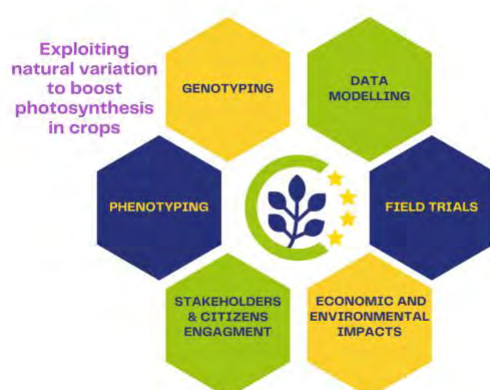 Exploiting
natural variation
to boost
photosynthesis
in crops
GENOTYPING
DATA
MODELLING
PHENOTYPING
FIELD TRIALS
STAKEHOLDERS
& CITIZENS
ENGAGMENT
ECONOMIC AND
ENVIRONMENTAL
IMPACTS